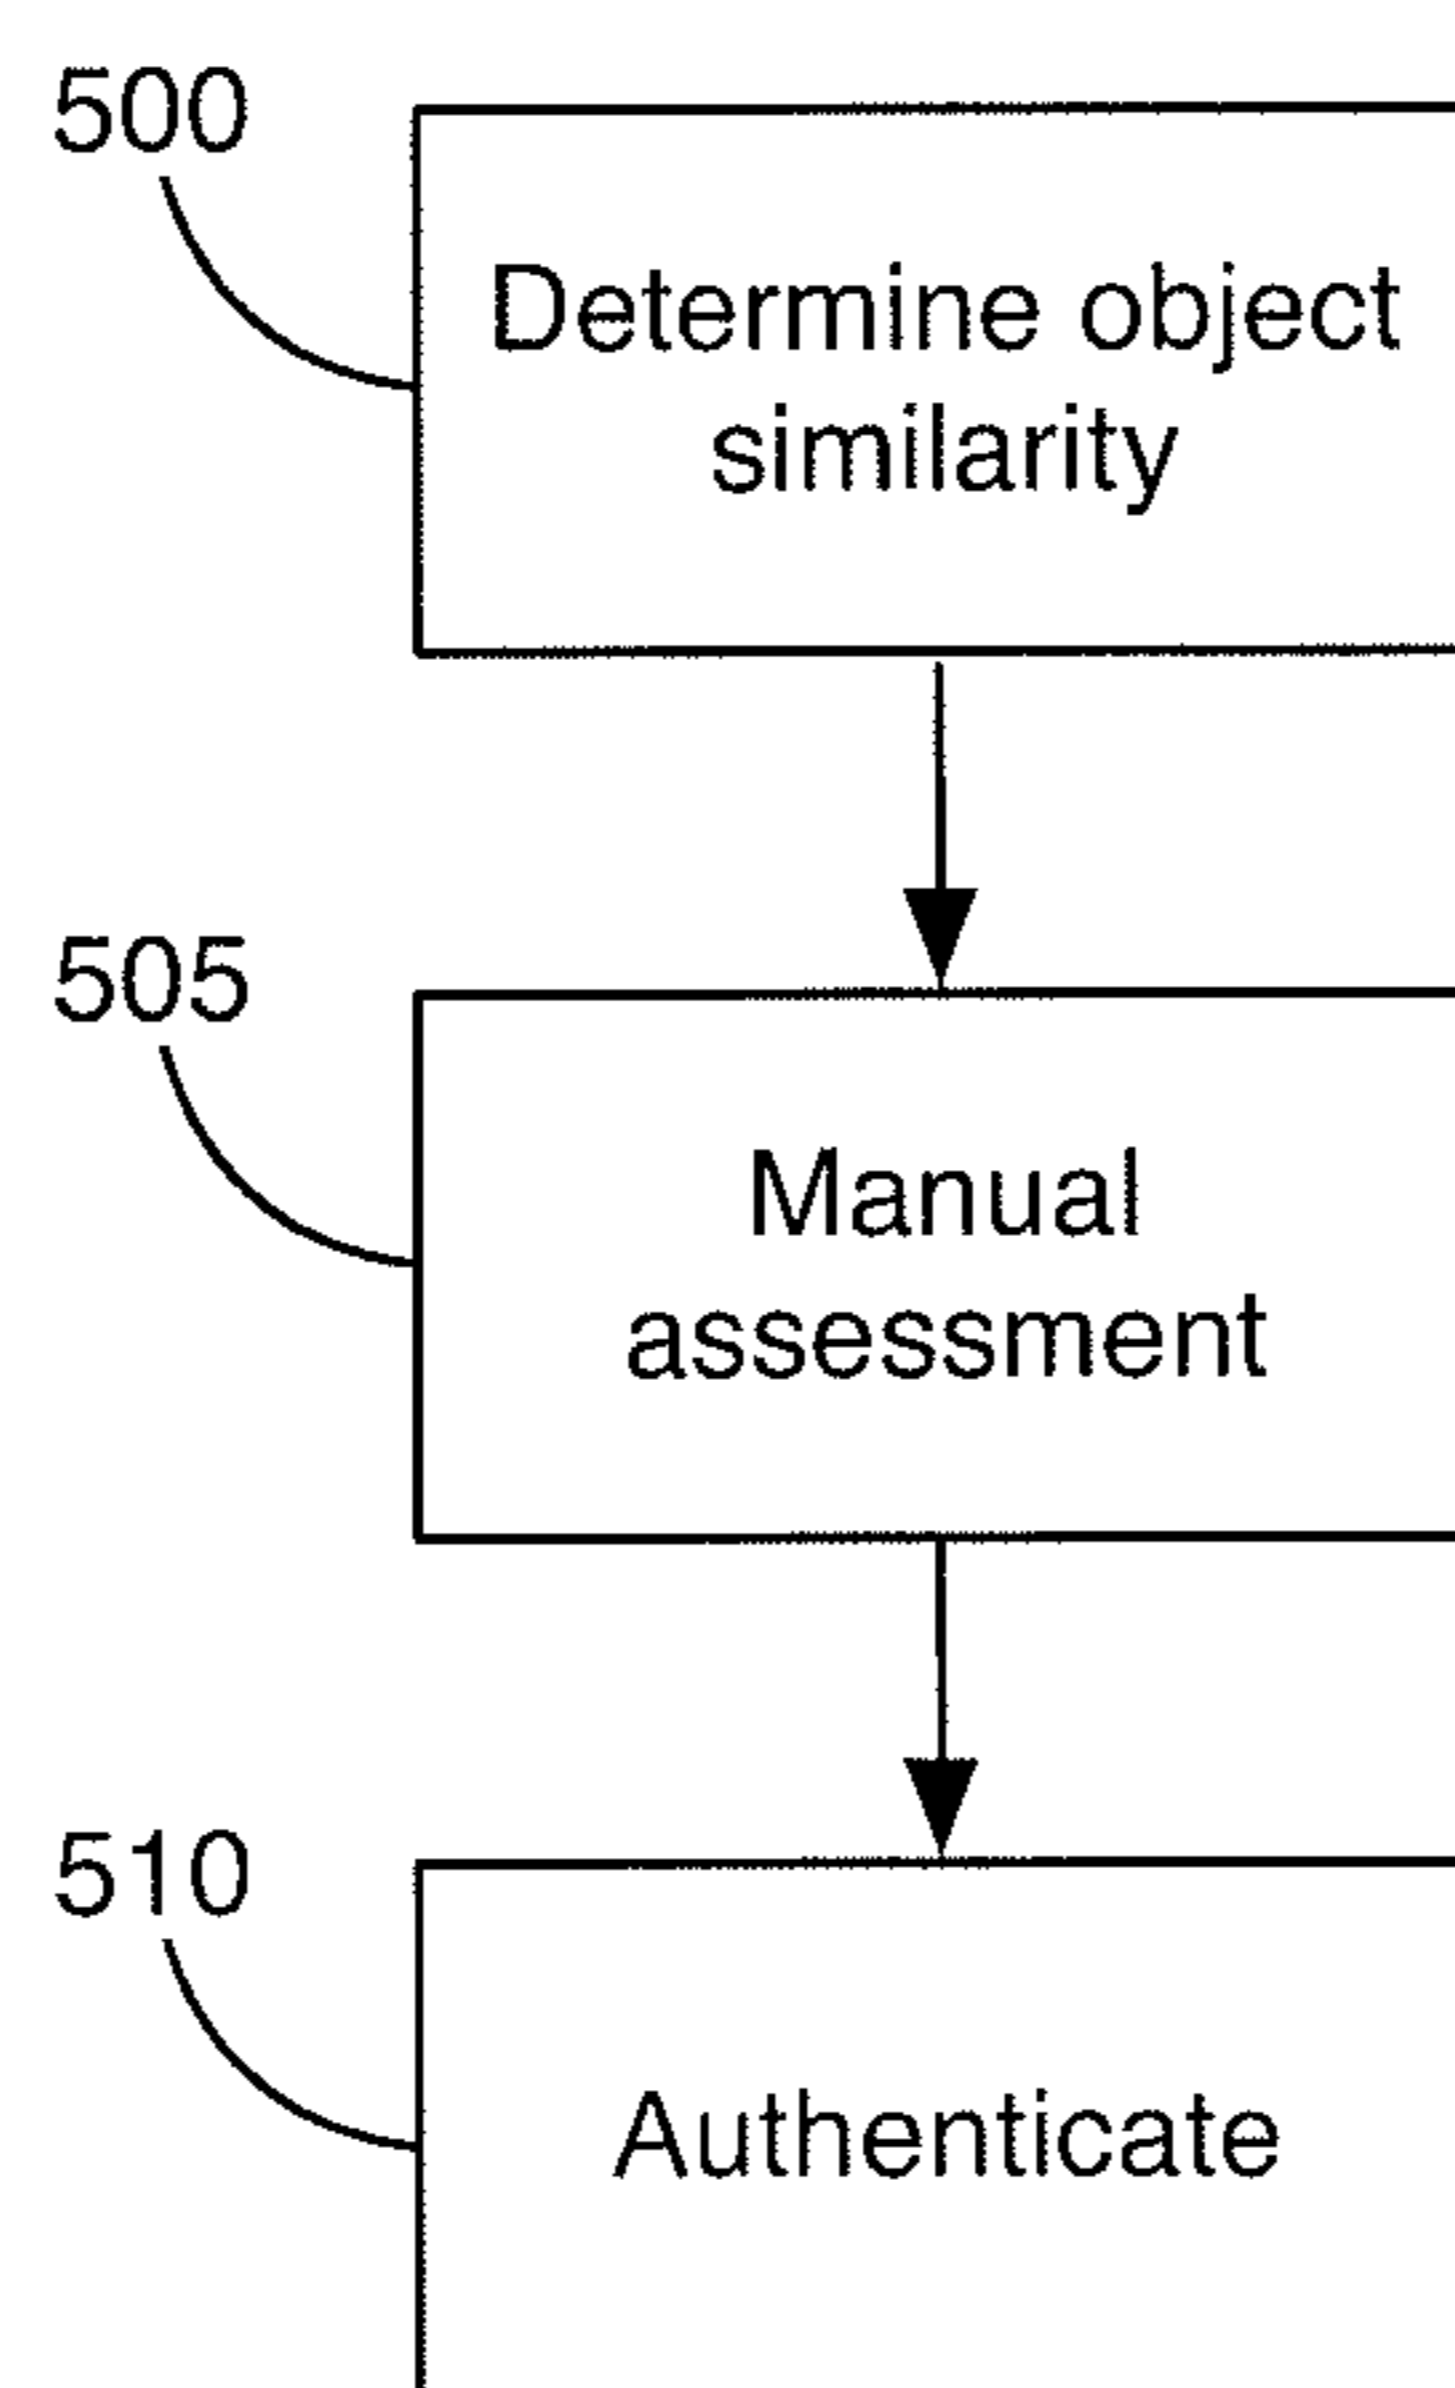 500
Determine object
similarity
505
Manual
assessment
510
Authenticate